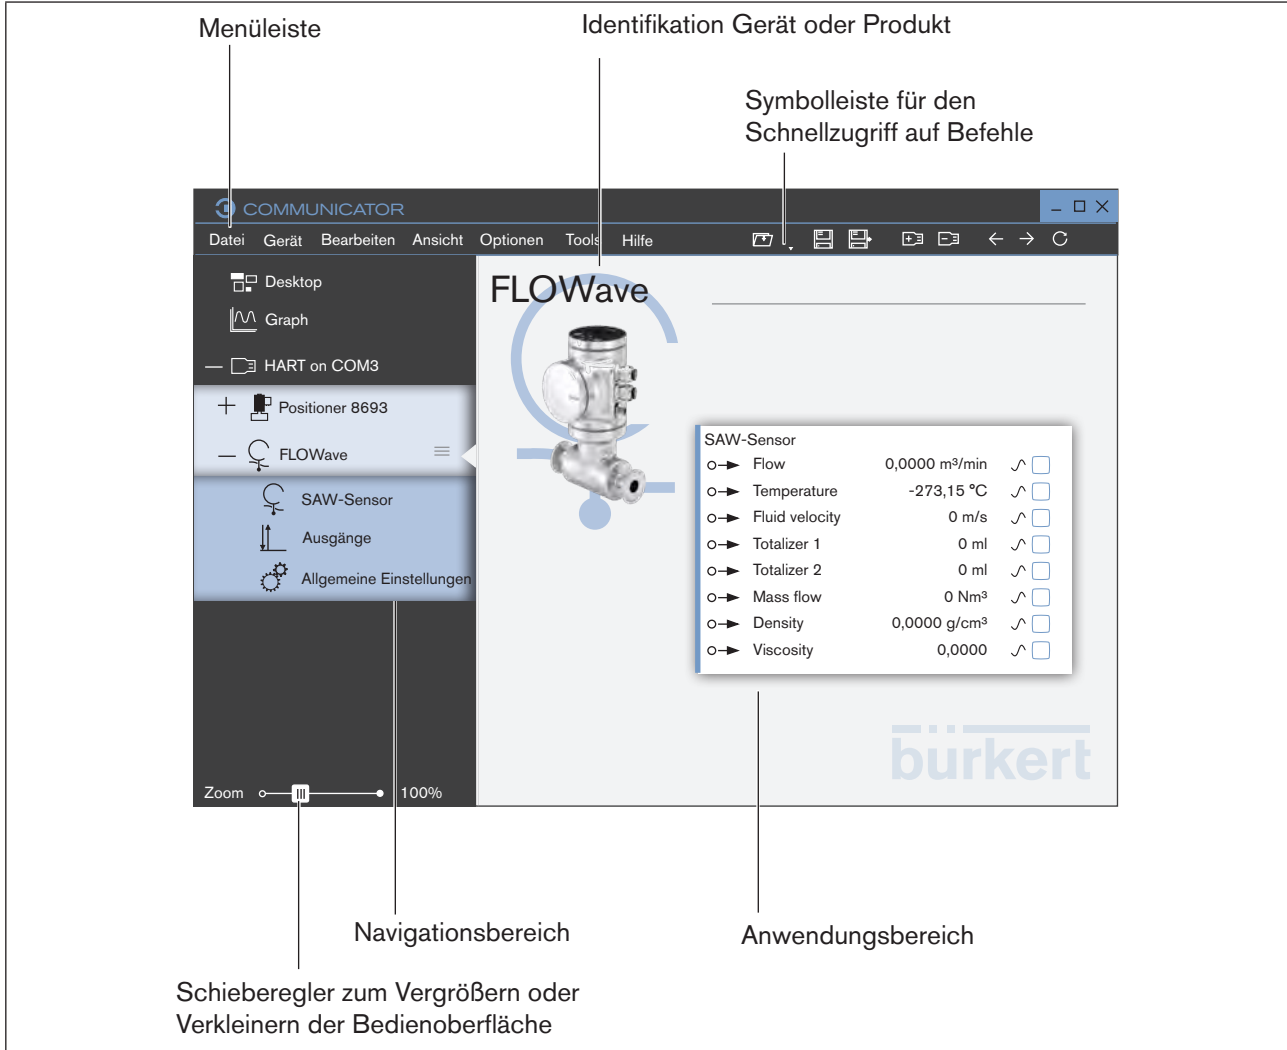 Menüleiste
Identifikation Gerät oder Produkt
Symbolleiste für den
Schnellzugriff auf Befehle
COMMUNICATOR
Datei Gerät Bearbeiten Ansicht Optionen Tools Hilfe
Desktop
Graph
HART on COM3
Positioner 8693
FLOWave
SAW-Sensor
Ausgänge
Allgemeine Einstellungen
Zoom 100%
FLOWave
SAW-Sensor
Flow 0,0000 m³/min
Temperature -273,15 °C
Fluid velocity 0 m/s
Totalizer 1 0 ml
Totalizer 2 0 ml
Mass flow 0 Nm³
Density 0,0000 g/cm³
Viscosity 0,0000
bürkert
Navigationsbereich
Anwendungsbereich
Schieberegler zum Vergrößern oder
Verkleinern der Bedienoberfläche